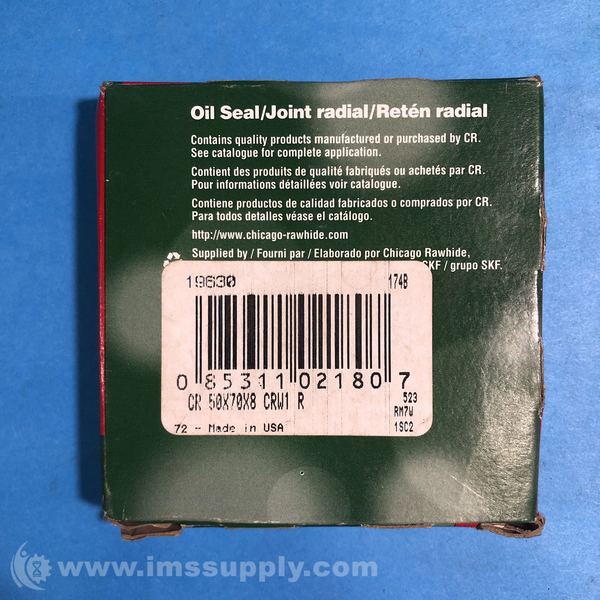 Oil Seal/Joint radial/Retén radial
Contains quality products manufactured or purchased by CR.
See catalogue for complete application.
Contient des produits de qualité fabriqués ou achetés par CR.
Pour informations détaillées voir catalogue.
Contiene productos de calidad fabricados o comprados por CR.
Para todos detalles véase el catálogo.
http://www.chicago-rawhide.com
Supplied by / Fourni par / Elaborado por Chicago Rawhide,
SKF / grupo SKF.
19630 174B
0 85311 02180 7
CR 50X70X8 CRW1 R 523
RM7W
72 - Made in USA 1SC2
www.imssupply.com